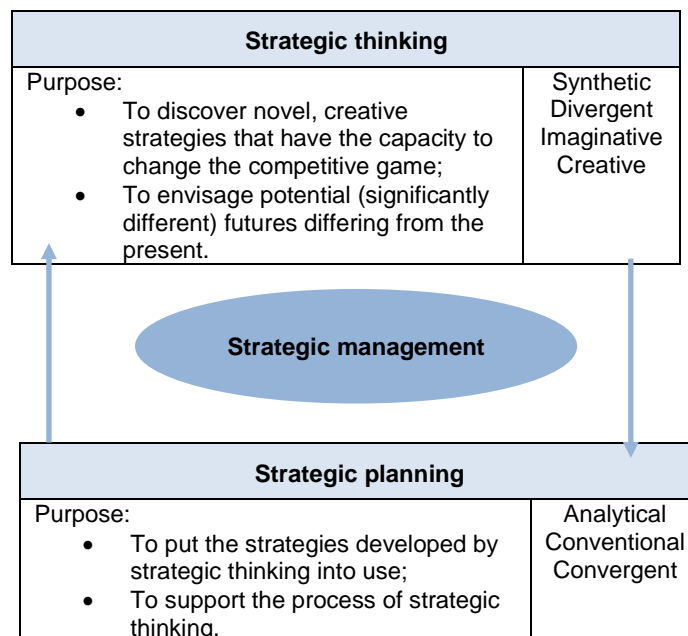 Strategic thinking
Purpose:
• To discover novel, creative
strategies that have the capacity to
change the competitive game;
• To envisage potential (significantly
different) futures differing from the
present.
Synthetic
Divergent
Imaginative
Creative
Strategic management
Strategic planning
Purpose:
• To put the strategies developed by
strategic thinking into use;
• To support the process of strategic
thinking.
Analytical
Conventional
Convergent